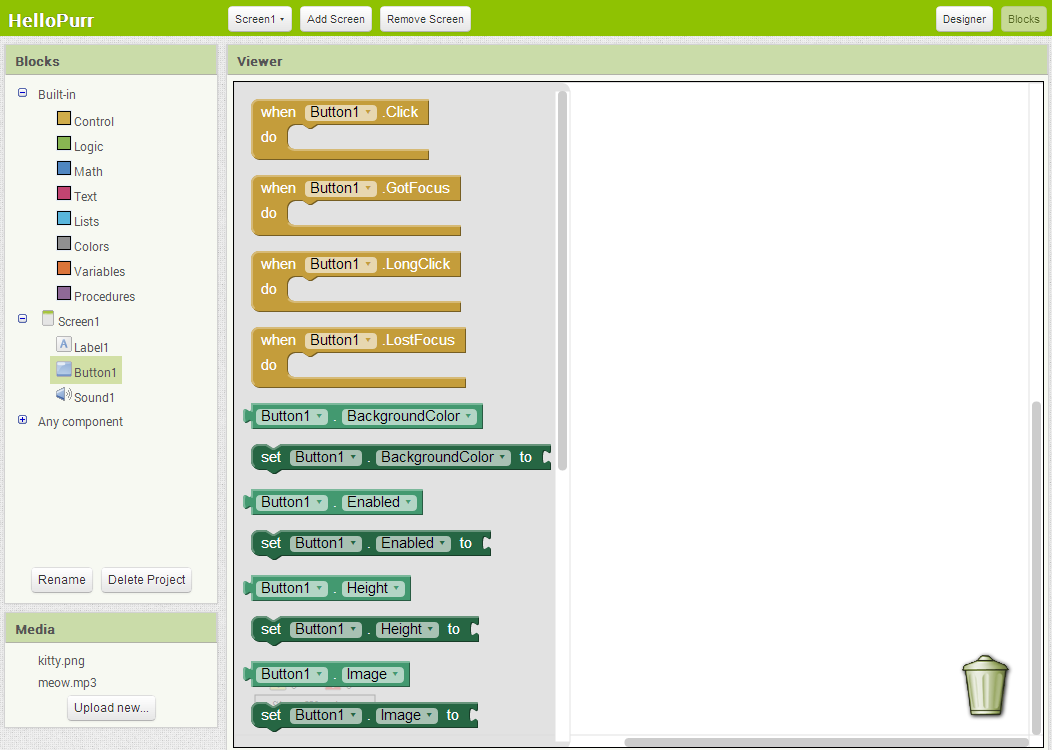 HelloPurr
Screen1
Add Screen
Remove Screen
Designer
Blocks
Blocks
Built-in
Control
Logic
Math
Text
Lists
Colors
Variables
Procedures
Screen1
A Label1
Button1
Sound1
Any component
Rename
Delete Project
Media
kitty.png
meow.mp3
Upload new...
Viewer
when Button1 .Click
do
when Button1 .GotFocus
do
when Button1 .LongClick
do
when Button1 .LostFocus
do
Button1 . BackgroundColor
set Button1 . BackgroundColor to
Button1 . Enabled
set Button1 . Enabled to
Button1 . Height
set Button1 . Height to
Button1 . Image
set Button1 . Image to